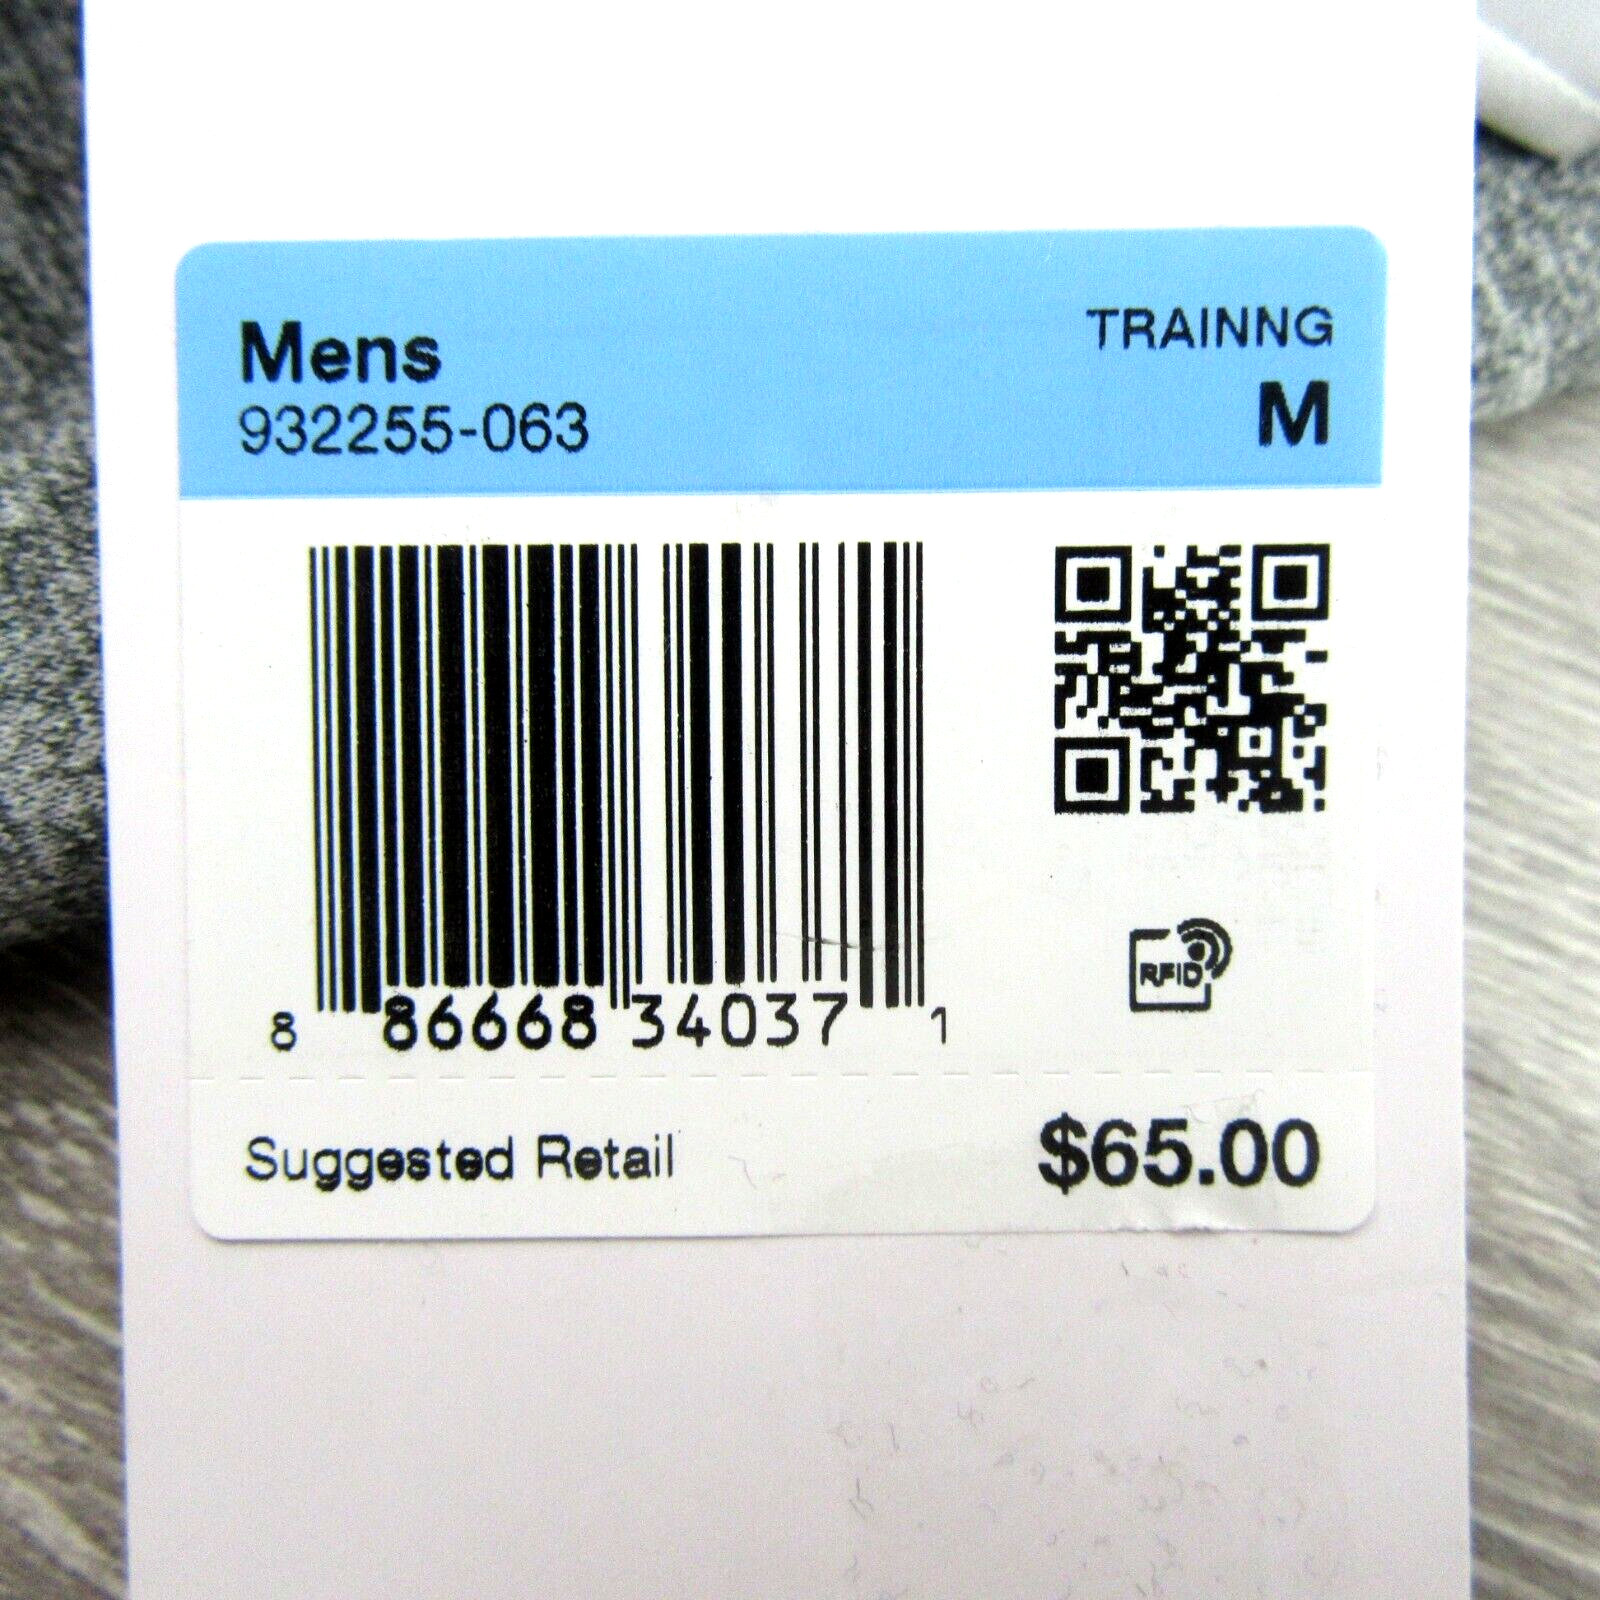 Mens
TRAINNG
932255-063
M
8 86668 34037 1
RFID
Suggested Retail
$65.00